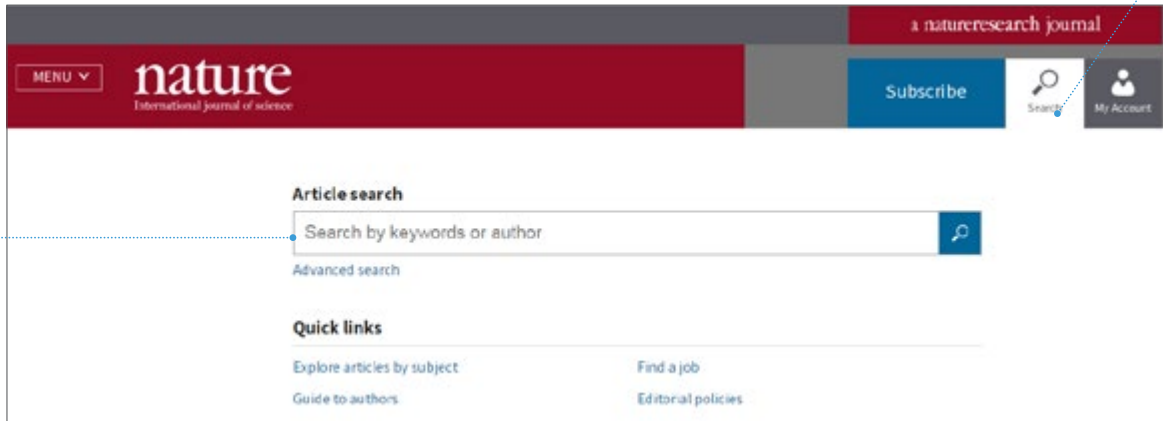 a natureresearch journal
MENU
nature
International journal of science
Subscribe
Search
My Account
Article search
Search by keywords or author
Advanced search
Quick links
Explore articles by subject
Find a job
Guide to authors
Editorial policies